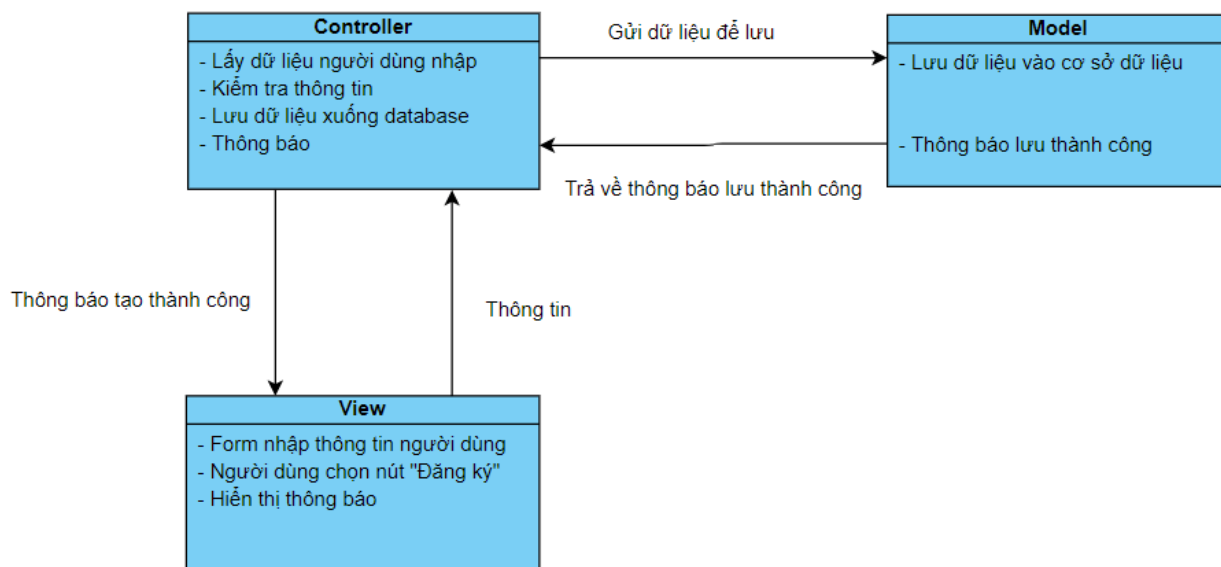 Controller
- Lấy dữ liệu người dùng nhập
- Kiểm tra thông tin
- Lưu dữ liệu xuống database
- Thông báo
Gửi dữ liệu để lưu
Model
- Lưu dữ liệu vào cơ sở dữ liệu
- Thông báo lưu thành công
Trả về thông báo lưu thành công
Thông báo tạo thành công
Thông tin
View
- Form nhập thông tin người dùng
- Người dùng chọn nút "Đăng ký"
- Hiển thị thông báo